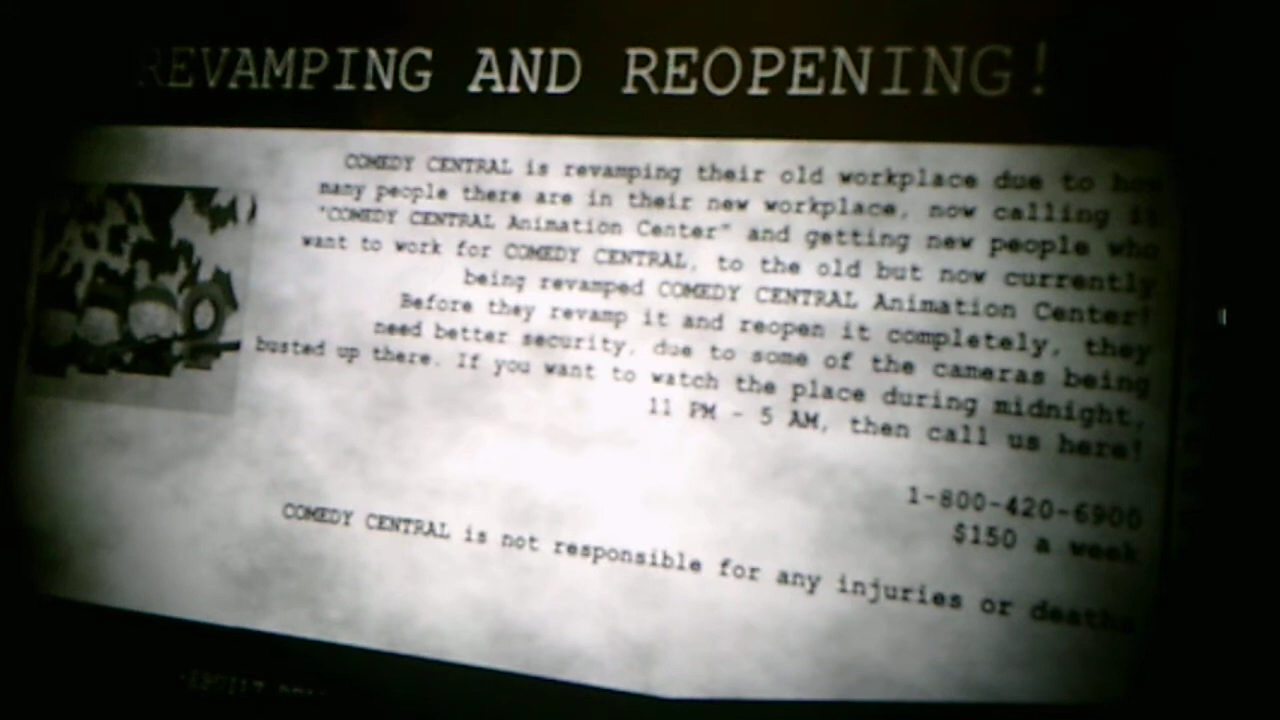 REVAMPING AND REOPENING!
COMEDY CENTRAL is revamping their old workplace due to how
many people there are in their new workplace, now calling it
"COMEDY CENTRAL Animation Center" and getting new people who
want to work for COMEDY CENTRAL, to the old but now currently
being revamped COMEDY CENTRAL Animation Center!
Before they revamp it and reopen it completely, they
need better security, due to some of the cameras being
busted up there. If you want to watch the place during midnight,
11 PM - 5 AM, then call us here!
1-800-420-6900
$150 a week
COMEDY CENTRAL is not responsible for any injuries or deaths